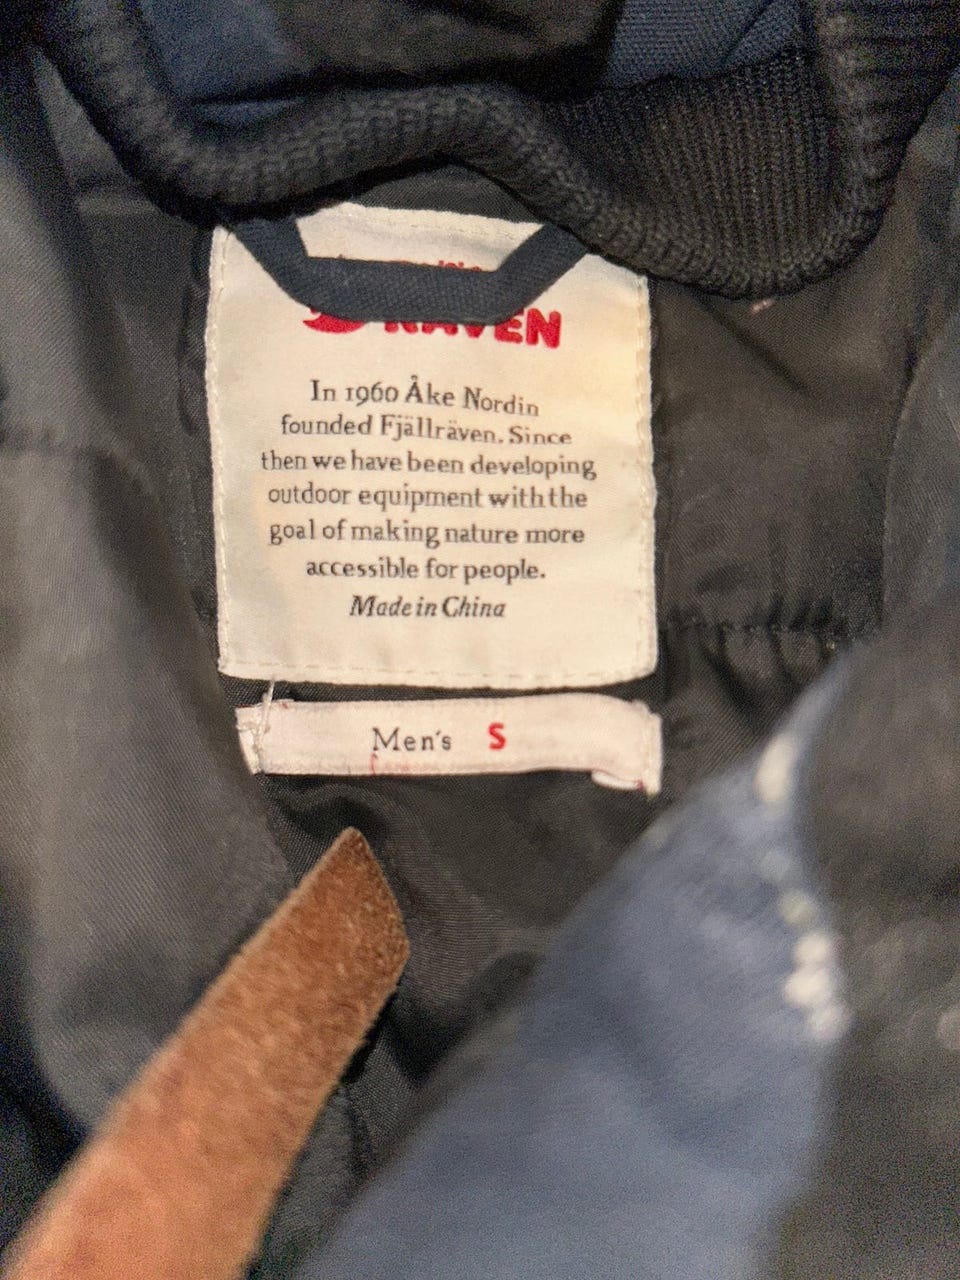 RAVEN
In 1960 Åke Nordin
founded Fjällräven. Since
then we have been developing
outdoor equipment with the
goal of making nature more
accessible for people.
Made in China
Men's S